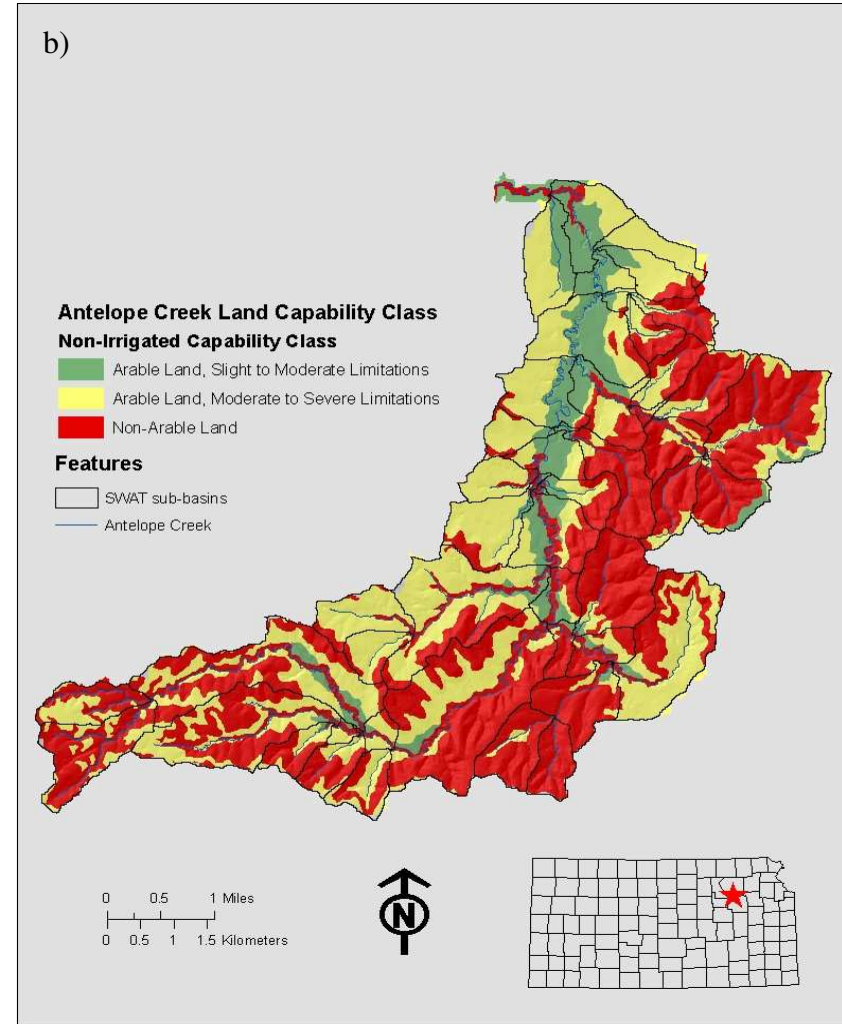 b)
Antelope Creek Land Capability Class
Non-Irrigated Capability Class
Arable Land, Slight to Moderate Limitations
Arable Land, Moderate to Severe Limitations
Non-Arable Land
Features
SWAT sub-basins
Antelope Creek
0 0.5 1 Miles
0 0.5 1 1.5 Kilometers
N